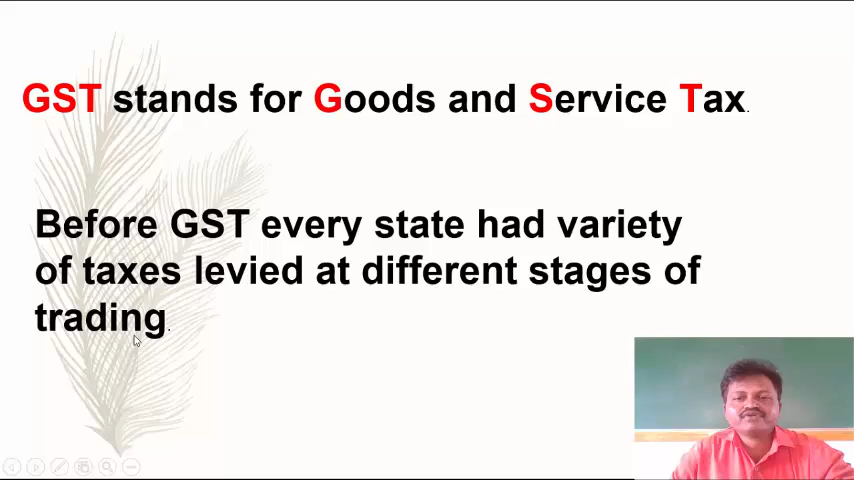 GST stands for Goods and Service Tax.
Before GST every state had variety
of taxes levied at different stages of
trading.